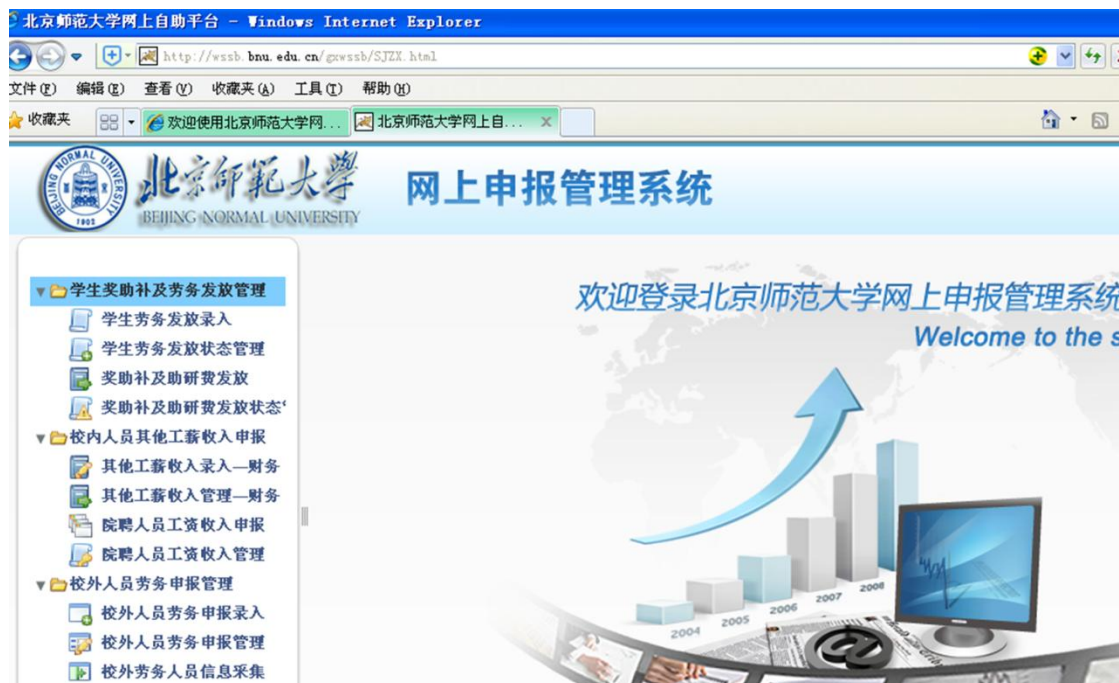 北京师范大学网上自助平台 - Windows Internet Explorer
http://wssb.bnu.edu.cn/gxwssb/SJZX.html
文件(F) 编辑(E) 查看(V) 收藏夹(A) 工具(T) 帮助(H)
收藏夹 欢迎使用北京师范大学网... 北京师范大学网上自... x
BEIJING NORMAL UNIVERSITY
1902
北京师范大学
BEIJING NORMAL UNIVERSITY
网上申报管理系统
学生奖助补及劳务发放管理
学生劳务发放录入
学生劳务发放状态管理
奖助补及助研费发放
奖助补及助研费发放状态
校内人员其他工薪收入申报
其他工薪收入录入—财务
其他工薪收入管理—财务
院聘人员工资收入申报
院聘人员工资收入管理
校外人员劳务申报管理
校外人员劳务申报录入
校外人员劳务申报管理
校外劳务人员信息采集
欢迎登录北京师范大学网上申报管理系统
Welcome to the s
2004
2005
2006
2007
2008
@